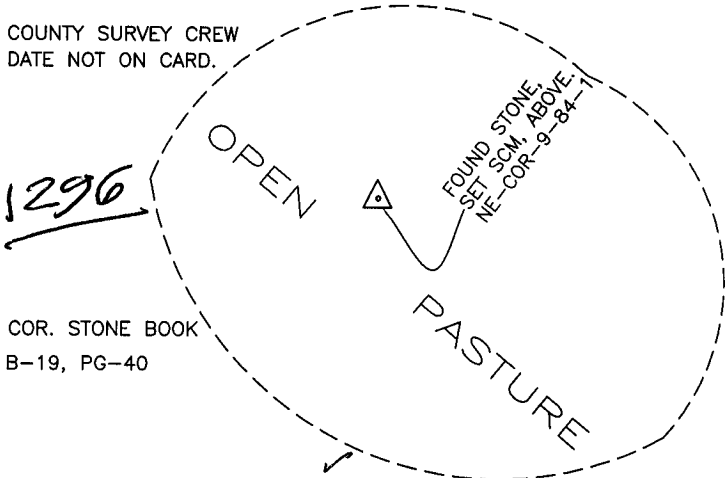 COUNTY SURVEY CREW
DATE NOT ON CARD.
FOUND STONE,
SET SCM, ABOVE.
NE-COR-9-84-1
OPEN
1296
PASTURE
COR. STONE BOOK
B-19, PG-40